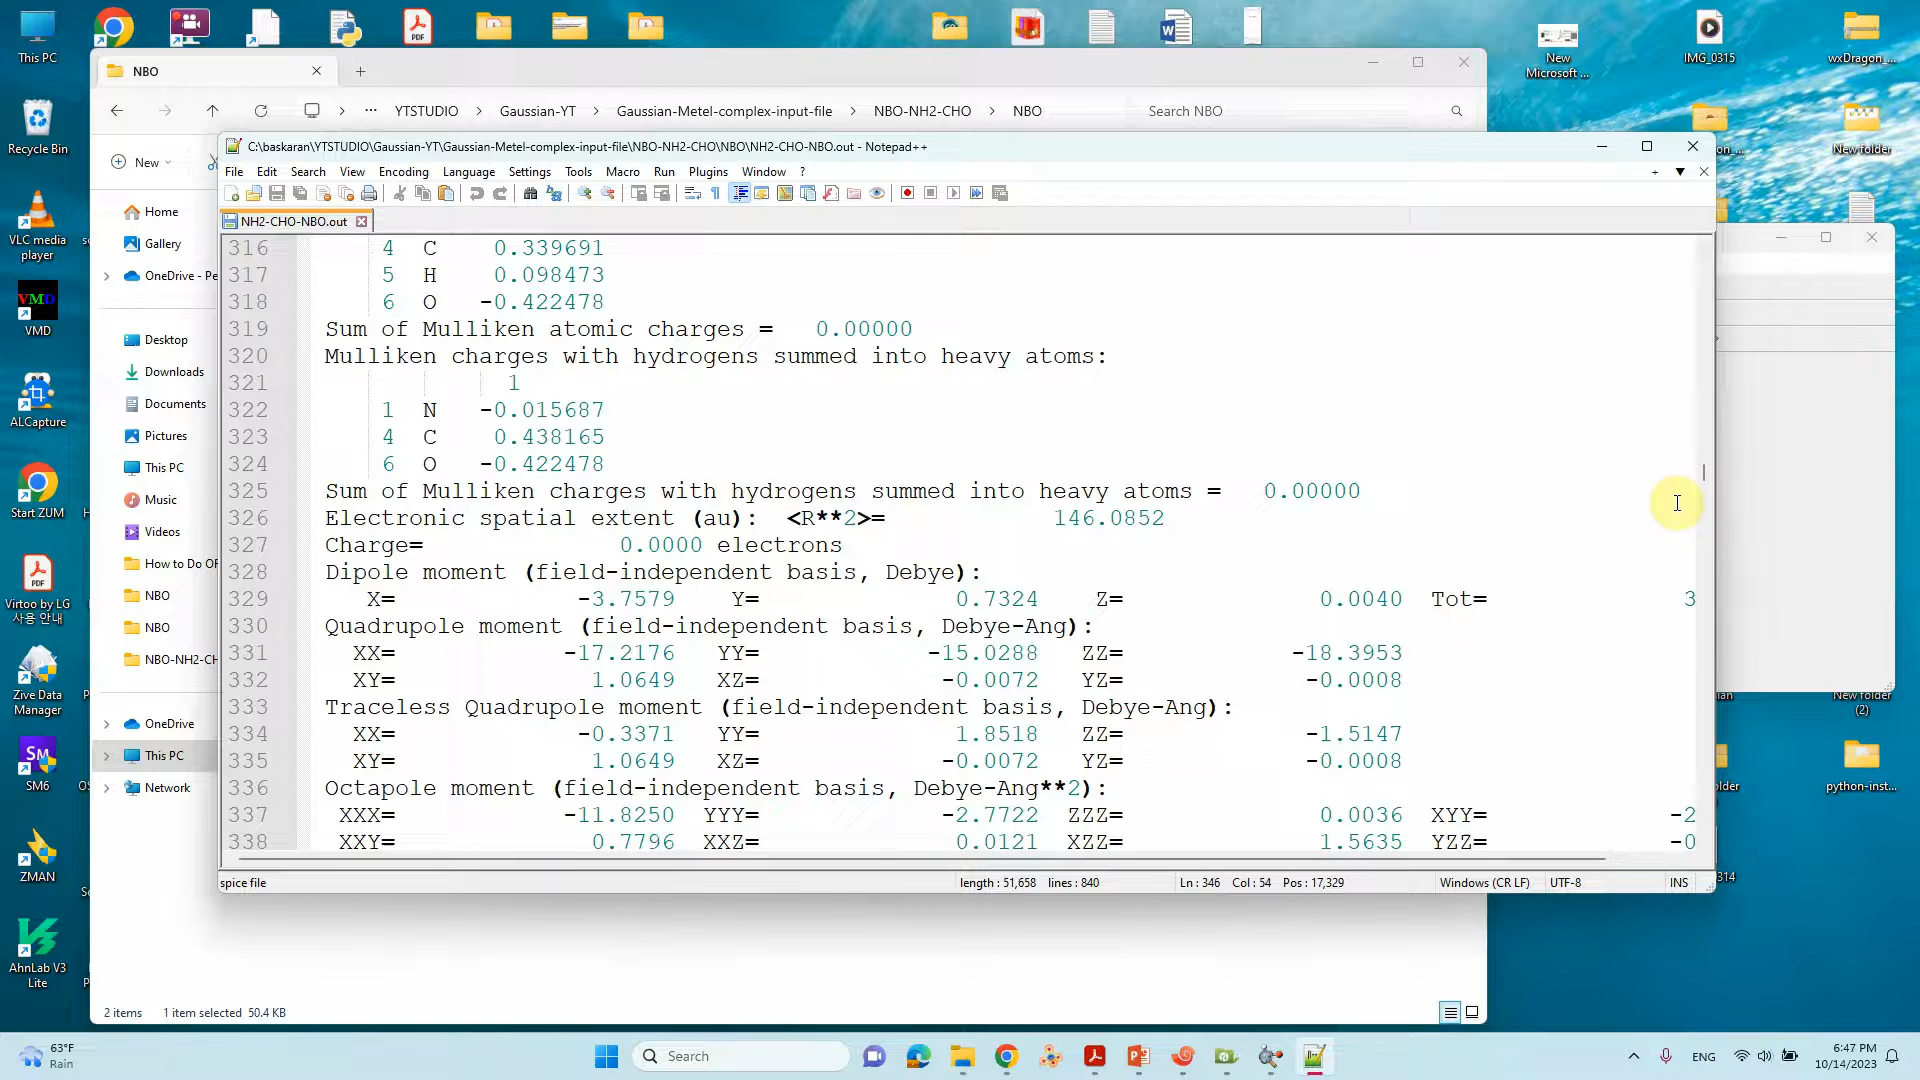 This PC
New
Microsoft ...
IMG_0315
wxDragon_...
NBO
YTSTUDIO > Gaussian-YT > Gaussian-Metel-complex-input-file > NBO-NH2-CHO > NBO
Search NBO
Recycle Bin
New
C:\baskaran\YTSTUDIO\Gaussian-YT\Gaussian-Metel-complex-input-file\NBO-NH2-CHO\NBO\NH2-CHO-NBO.out - Notepad++
File Edit Search View Encoding Language Settings Tools Macro Run Plugins Window ?
New folder
NH2-CHO-NBO.out
Home
Gallery
OneDrive - Pe
Desktop
Downloads
Documents
Pictures
This PC
Music
Videos
How to Do OF
NBO
NBO
NBO-NH2-CH
OneDrive
This PC
Network
VLC media
player
VMD
ALCapture
Start ZUM
Virtoo by LG
사용 안내
Zive Data
Manager
SM6
ZMAN
AhnLab V3
Lite
316 4 C 0.339691
317 5 H 0.098473
318 6 O -0.422478
319 Sum of Mulliken atomic charges = 0.00000
320 Mulliken charges with hydrogens summed into heavy atoms:
321 1
322 1 N -0.015687
323 4 C 0.438165
324 6 O -0.422478
325 Sum of Mulliken charges with hydrogens summed into heavy atoms = 0.00000
326 Electronic spatial extent (au): <R**2>= 146.0852
327 Charge= 0.0000 electrons
328 Dipole moment (field-independent basis, Debye):
329 X= -3.7579 Y= 0.7324 Z= 0.0040 Tot= 3
330 Quadrupole moment (field-independent basis, Debye-Ang):
331 XX= -17.2176 YY= -15.0288 ZZ= -18.3953
332 XY= 1.0649 XZ= -0.0072 YZ= -0.0008
333 Traceless Quadrupole moment (field-independent basis, Debye-Ang):
334 XX= -0.3371 YY= 1.8518 ZZ= -1.5147
335 XY= 1.0649 XZ= -0.0072 YZ= -0.0008
336 Octapole moment (field-independent basis, Debye-Ang**2):
337 XXX= -11.8250 YYY= -2.7722 ZZZ= 0.0036 XYY= -2
338 XXY= 0.7796 XXZ= 0.0121 XZZ= 1.5635 YZZ= -0
spice file length : 51,658 lines : 840 Ln : 346 Col : 54 Pos : 17,329 Windows (CR LF) UTF-8 INS
New folder
(2)
older
python-inst...
314
2 items 1 item selected 50.4 KB
63°F
Rain
Search
ENG
6:47 PM
10/14/2023